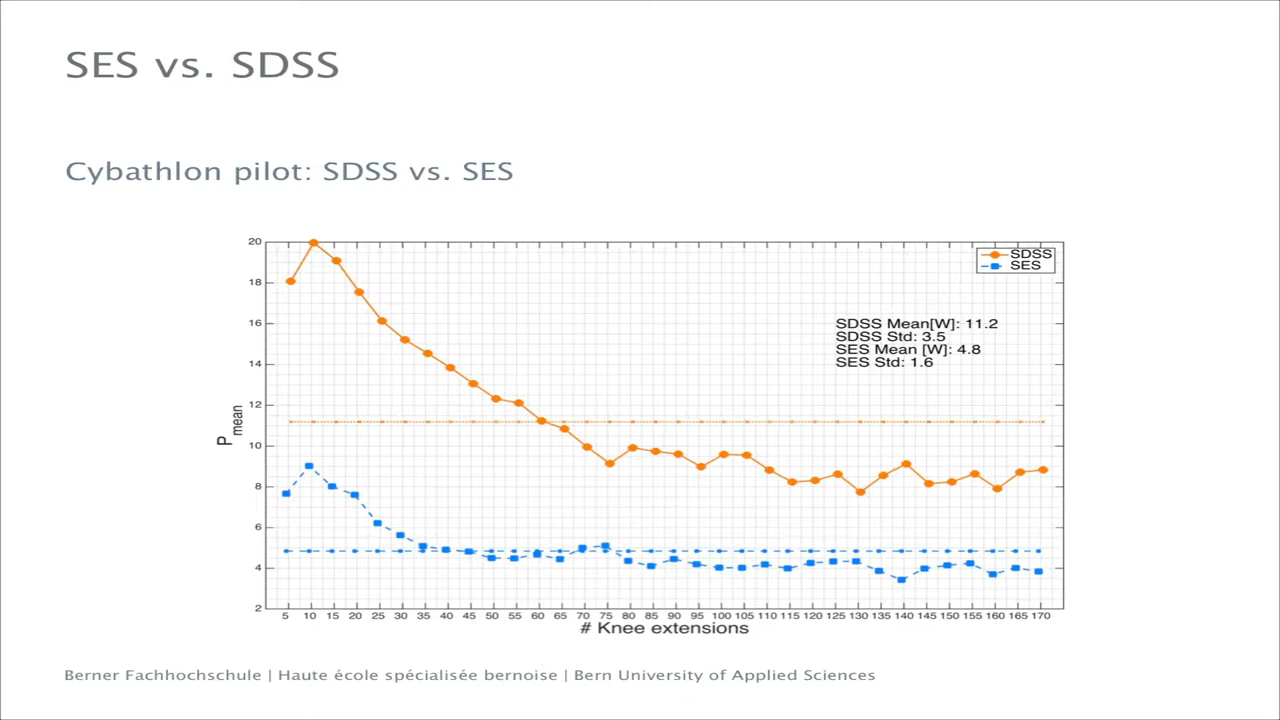 SES vs. SDSS
Cybathlon pilot: SDSS vs. SES
20
18
16
14
12
10
8
6
4
2
P mean
SDSS
SES
SDSS Mean[W]: 11.2
SDSS Std: 3.5
SES Mean [W]: 4.8
SES Std: 1.6
5 10 15 20 25 30 35 40 45 50 55 60 65 70 75 80 85 90 95 100 105 110 115 120 125 130 135 140 145 150 155 160 165 170
# Knee extensions
Berner Fachhochschule | Haute école spécialisée bernoise | Bern University of Applied Sciences